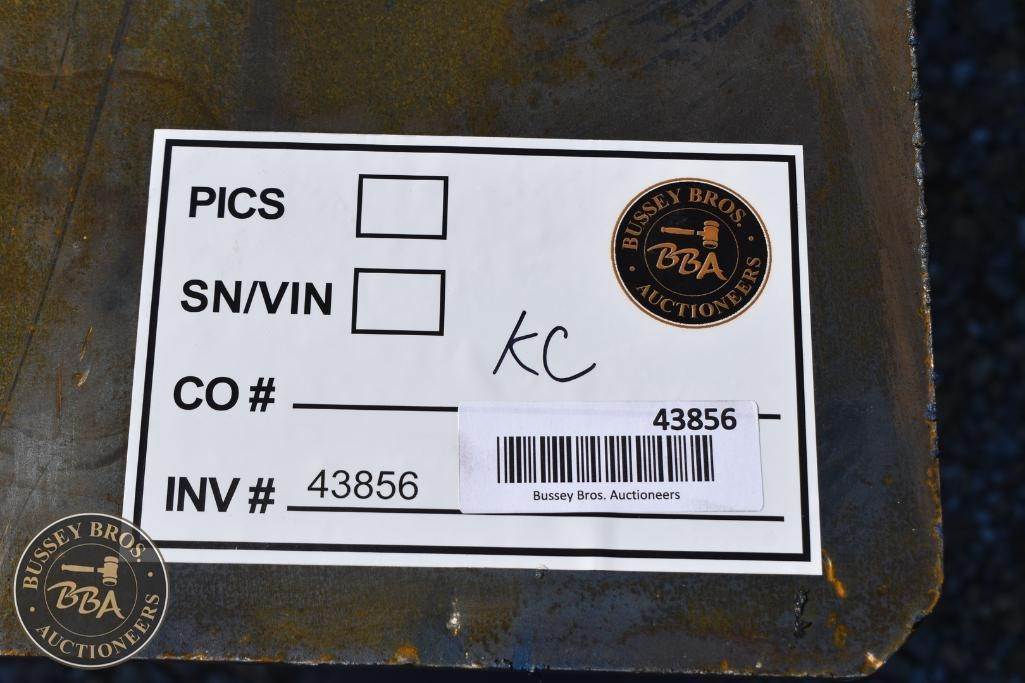 PICS
BUSSEY BROS.
BBA
AUCTIONEERS
SN/VIN
KC
CO #
43856
Bussey Bros. Auctioneers
INV # 43856
BUSSEY BROS.
BBA
AUCTIONEERS